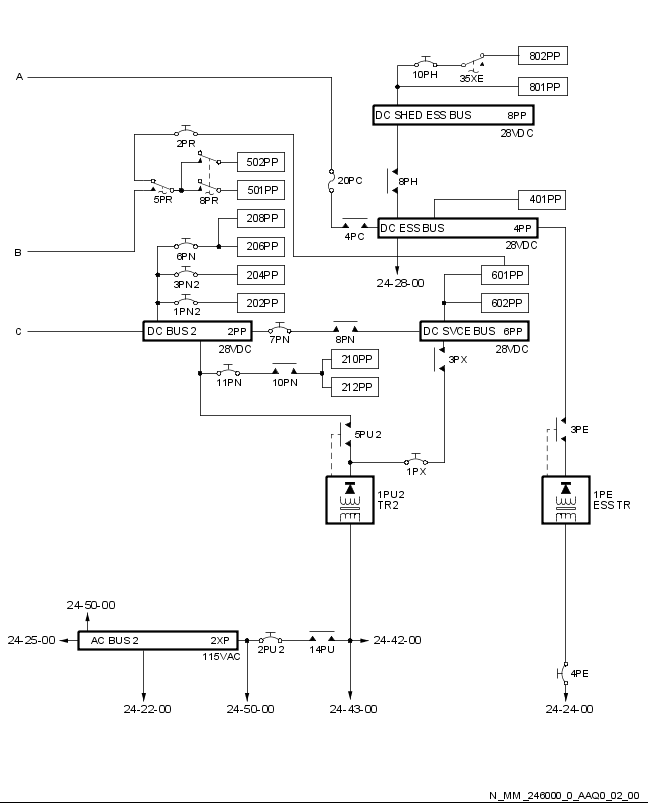 802PP
10PH
35XE
A
801PP
DC SHED ESS BUS 8PP
28VDC
2PR
502PP
20PC
8PH
501PP
5PR
8PR
401PP
208PP
4PC
DC ESS BUS 4PP
28VDC
B
206PP
6PN
24-28-00
204PP
3PN2
601PP
202PP
1PN2
602PP
C
DC BUS 2 2PP
28VDC
7PN
8PN
DC SVCE BUS 6PP
28VDC
210PP
3PX
11PN
10PN
212PP
5PU2
3PE
1PX
1PU2
TR2
1PE
ESS TR
24-50-00
24-25-00
AC BUS 2 2XP
115VAC
2PU2
14PU
24-42-00
4PE
24-22-00
24-50-00
24-43-00
24-24-00
N_MM_246000_0_AAQ0_02_00